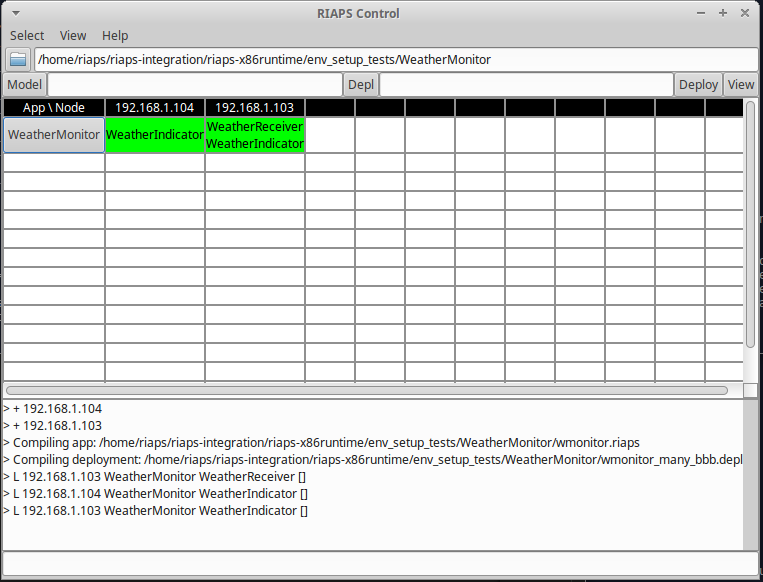 RIAPS Control
Select View Help
/home/riaps/riaps-integration/riaps-x86runtime/env_setup_tests/WeatherMonitor
Model Depl Deploy View
App \ Node 192.168.1.104 192.168.1.103
WeatherMonitor WeatherIndicator WeatherReceiver
WeatherIndicator
> + 192.168.1.104
> + 192.168.1.103
> Compiling app: /home/riaps/riaps-integration/riaps-x86runtime/env_setup_tests/WeatherMonitor/wmonitor.riaps
> Compiling deployment: /home/riaps/riaps-integration/riaps-x86runtime/env_setup_tests/WeatherMonitor/wmonitor_many_bbb.depl
> L 192.168.1.103 WeatherMonitor WeatherReceiver []
> L 192.168.1.104 WeatherMonitor WeatherIndicator []
> L 192.168.1.103 WeatherMonitor WeatherIndicator []